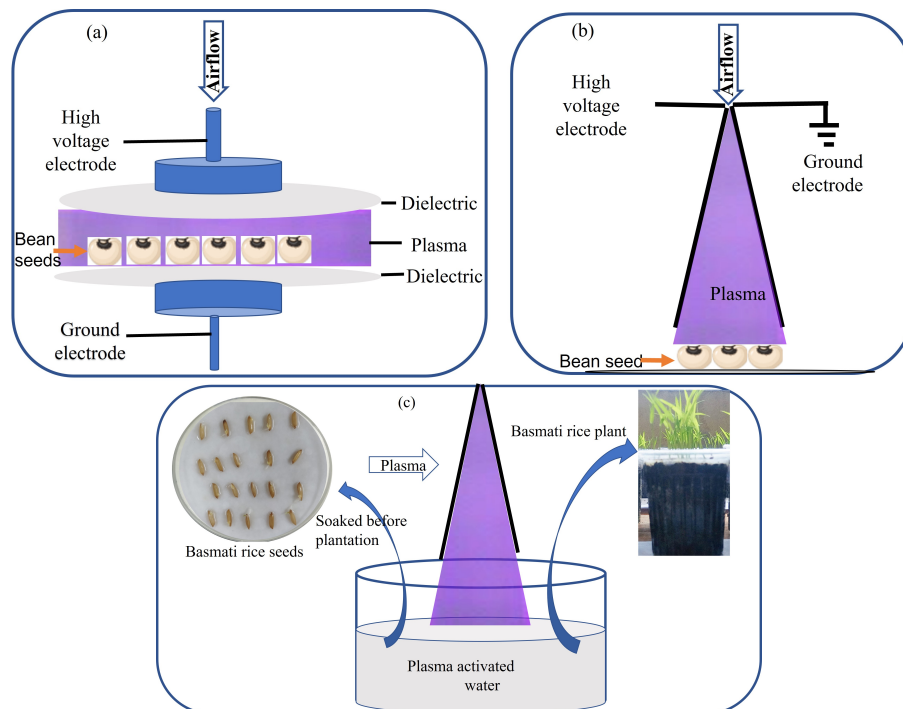 (a)
Airflow
High
voltage
electrode
Dielectric
Bean
seeds
Plasma
Dielectric
Ground
electrode
(b)
Airflow
High
voltage
electrode
Ground
electrode
Plasma
Bean seed
(c)
Basmati rice plant
Plasma
Soaked before
plantation
Basmati rice seeds
Plasma activated
water